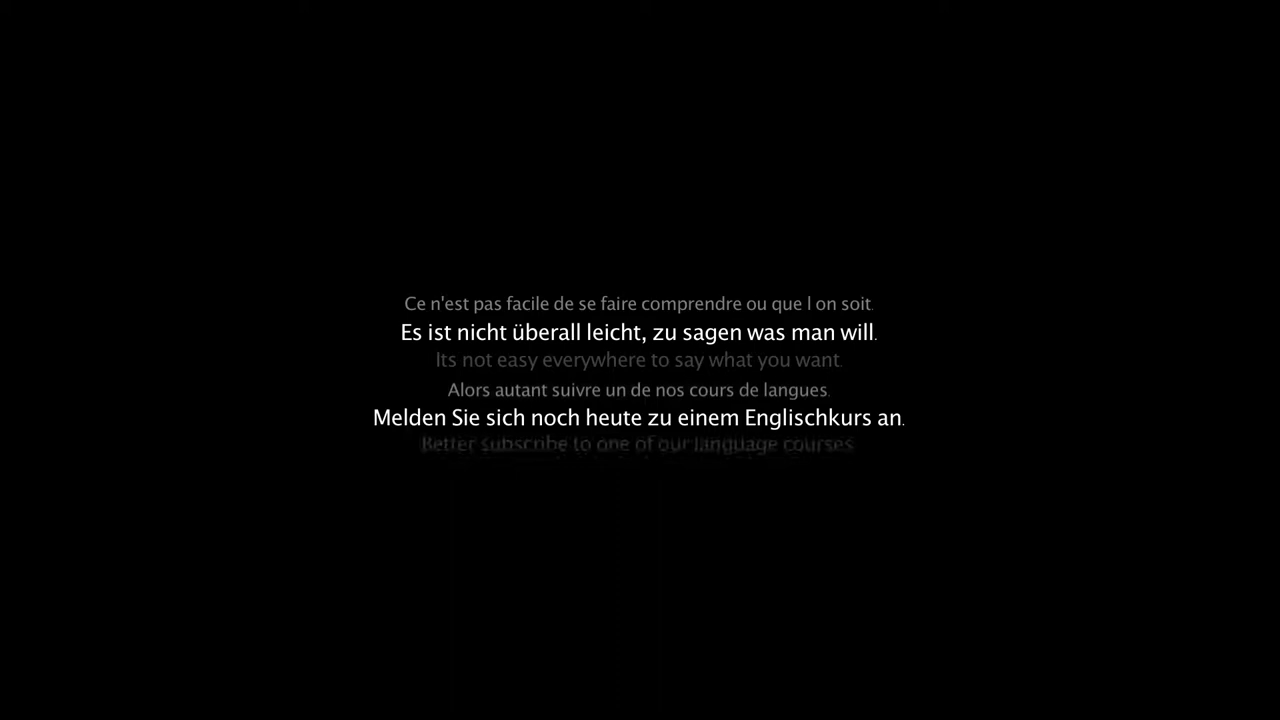 Ce n'est pas facile de se faire comprendre ou que l on soit.
Es ist nicht überall leicht, zu sagen was man will.
Its not easy everywhere to say what you want.
Alors autant suivre un de nos cours de langues.
Melden Sie sich noch heute zu einem Englischkurs an.
Better subscribe to one of our language courses